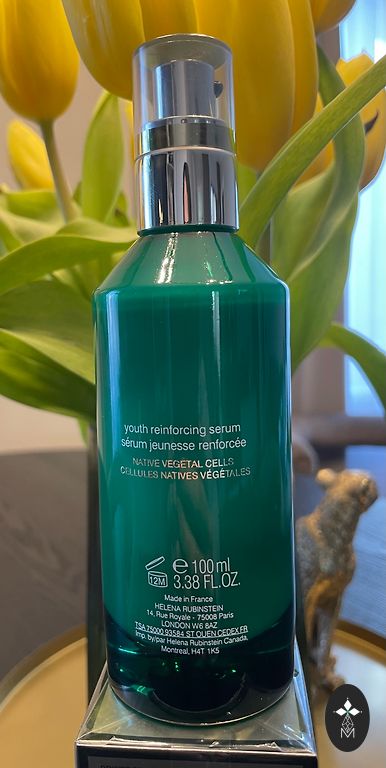 youth reinforcing serum
sérum jeunesse renforcée
NATIVE VEGETAL CELLS
CELLULES NATIVES VÉGÉTALES
12M
℮ 100 ml
3.38 FL.OZ.
Made in France
HELENA RUBINSTEIN
14, Rue Royale - 75008 Paris
LONDON W6 8AZ
TSA 75000 93584 ST OUEN CEDEX FR
Imp. by/par Helena Rubinstein Canada,
Montreal, H4T 1K5
M